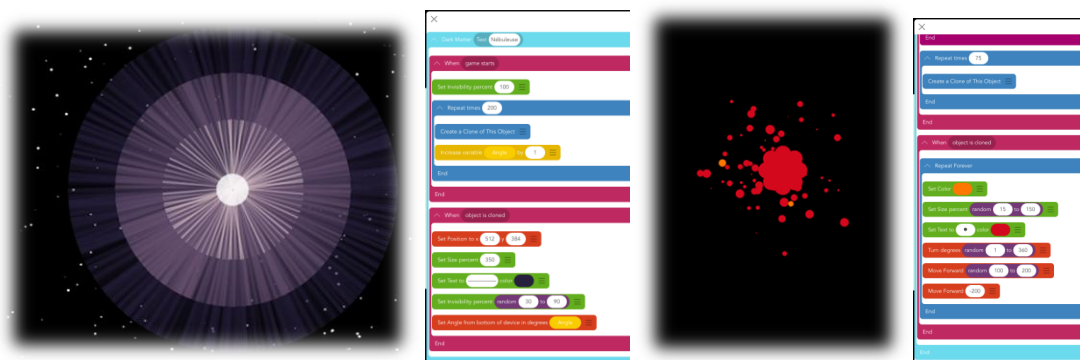 Dark Matter Text Nébuleuse
When game starts
Set Invisibility percent 100
Repeat times 200
Create a Clone of This Object
Increase variable Angle by 1
End
End
When object is cloned
Set Position to x 512 y 384
Set Size percent 350
Set Text to color
Set Invisibility percent random 30 to 90
Set Angle from bottom of device in degrees Angle
End
End
Repeat times 75
Create a Clone of This Object
End
End
When object is cloned
Repeat Forever
Set Color
Set Size percent random 15 to 150
Set Text to color
Turn degrees random 1 to 360
Move Forward random 100 to 200
Move Forward -200
End
End
End